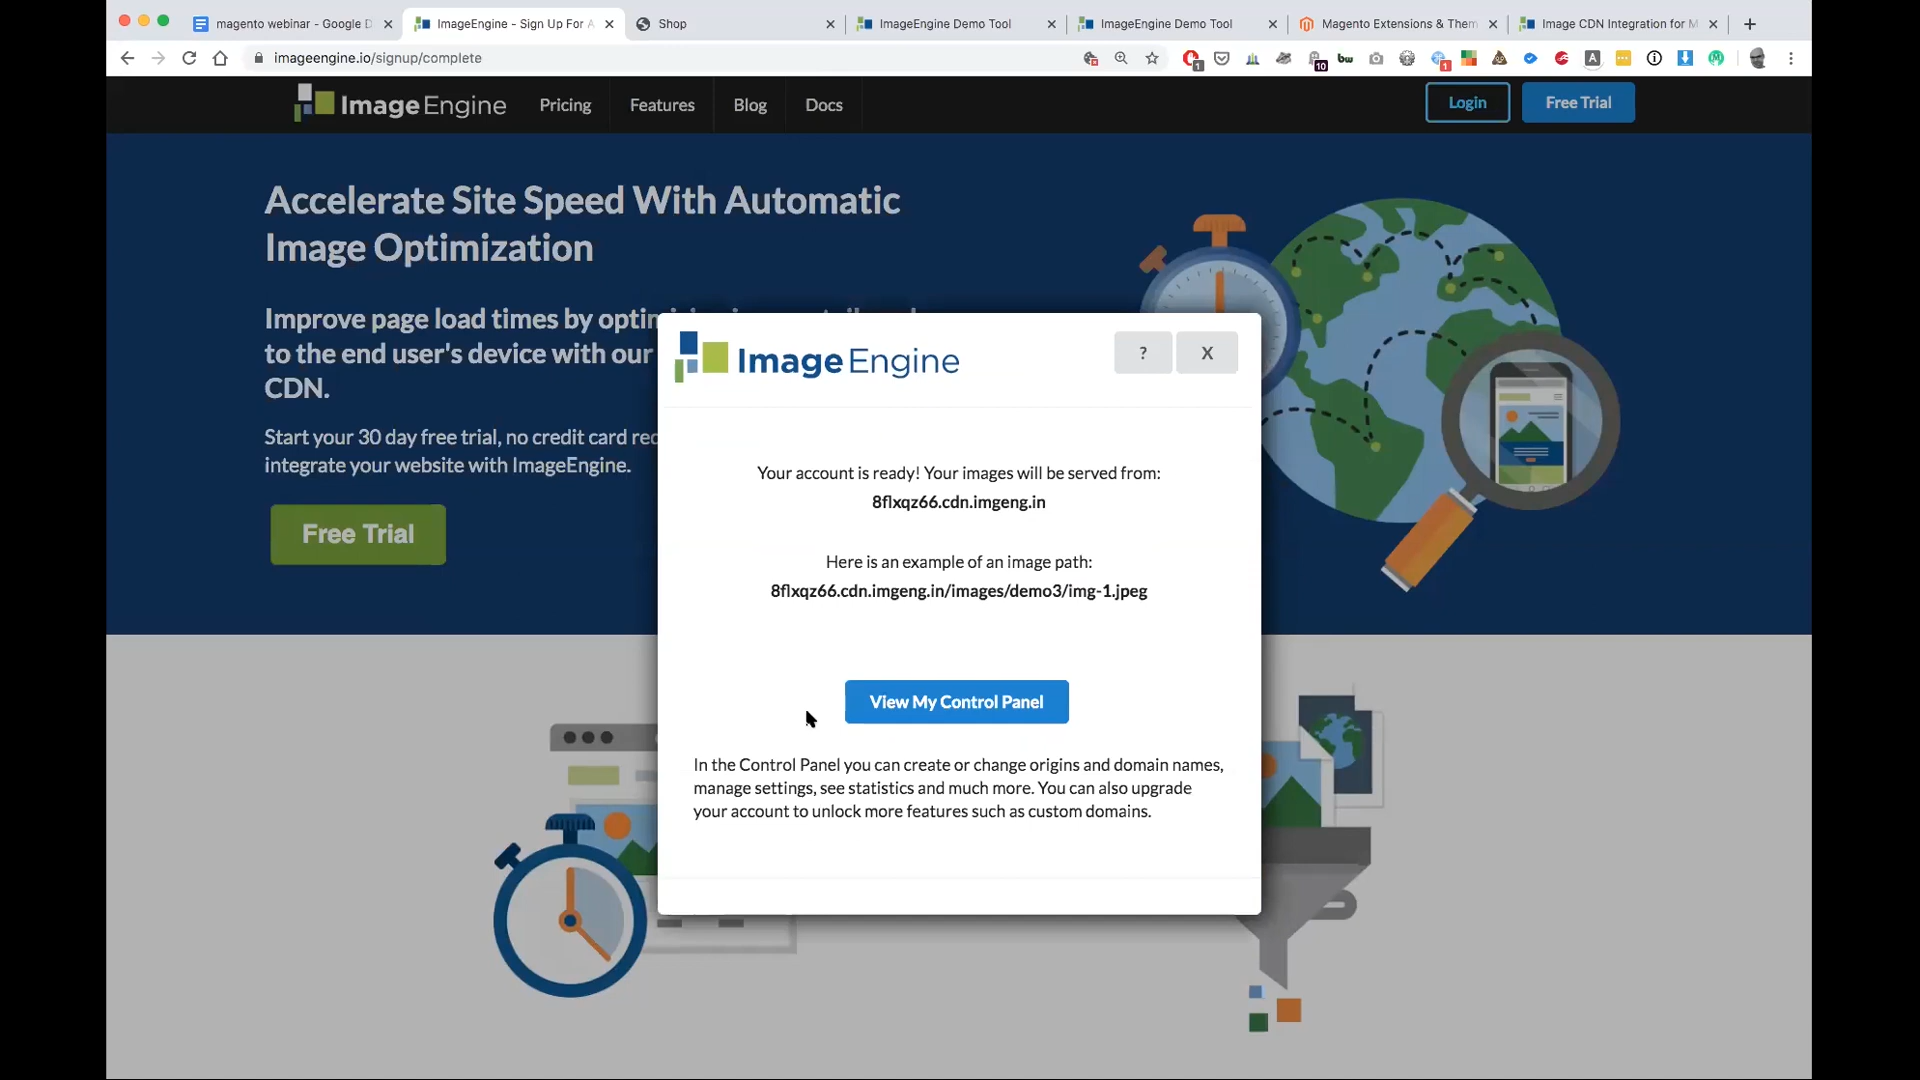 magento webinar - Google D
ImageEngine - Sign Up For A
Shop
ImageEngine Demo Tool
ImageEngine Demo Tool
Magento Extensions & Them
Image CDN Integration for M
imageengine.io/signup/complete
1
10
bw
1
A
ImageEngine
Pricing
Features
Blog
Docs
Login
Free Trial
Accelerate Site Speed With Automatic
Image Optimization
Improve page load times by
to the end user's device with our
CDN.
Start your 30 day free trial, no credit card
integrate your website with ImageEngine.
Free Trial
ImageEngine
?
X
Your account is ready! Your images will be served from:
8flxqz66.cdn.imgeng.in
Here is an example of an image path:
8flxqz66.cdn.imgeng.in/images/demo3/img-1.jpeg
View My Control Panel
In the Control Panel you can create or change origins and domain names,
manage settings, see statistics and much more. You can also upgrade
your account to unlock more features such as custom domains.